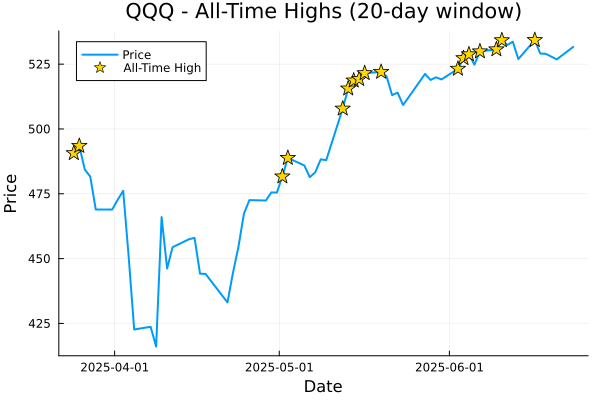 QQQ - All-Time Highs (20-day window)
Price
All-Time High
525
500
475
450
425
Price
2025-04-01
2025-05-01
2025-06-01
Date